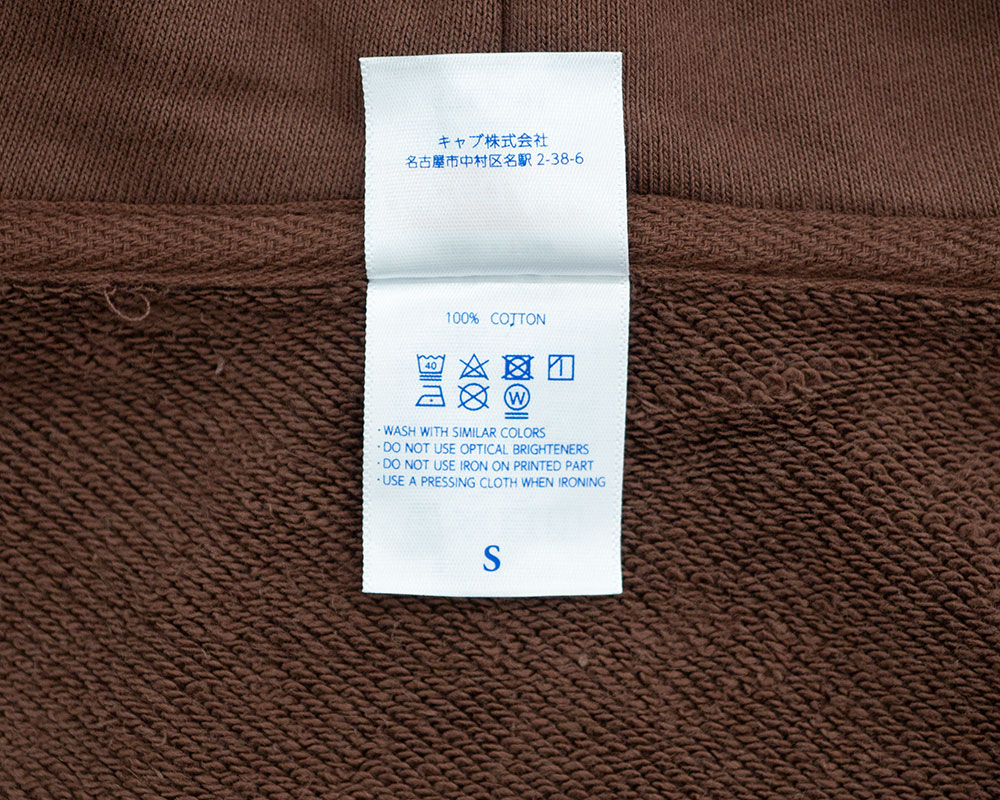 キャブ株式会社
名古屋市中村区名駅 2-38-6
100% COTTON
40
W
・WASH WITH SIMILAR COLORS
・DO NOT USE OPTICAL BRIGHTENERS
・DO NOT USE IRON ON PRINTED PART
・USE A PRESSING CLOTH WHEN IRONING
S